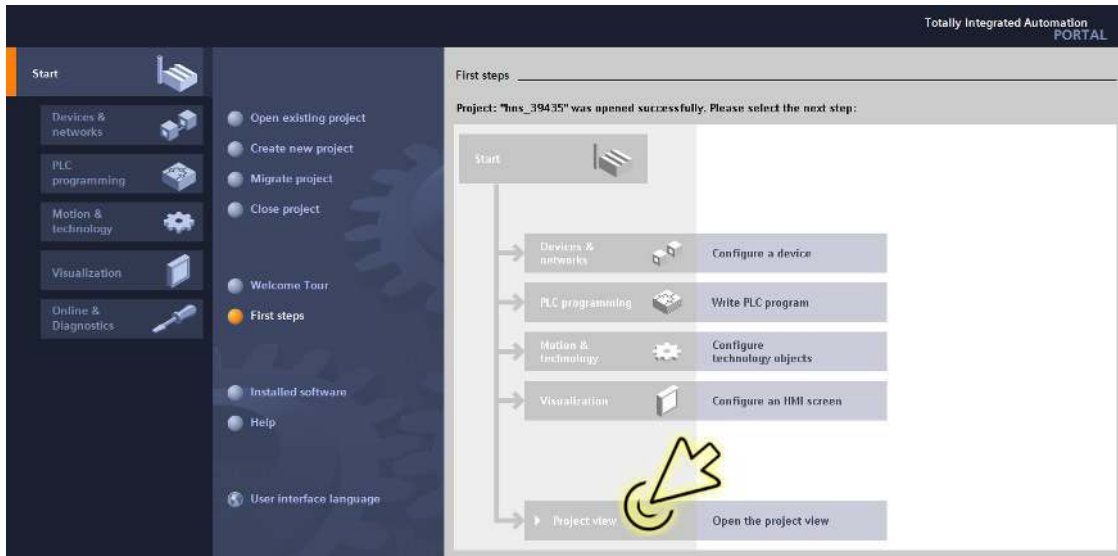 Totally Integrated Automation
PORTAL
Start
Devices &
networks
PLC
programming
Motion &
technology
Visualization
Online &
Diagnostics
Open existing project
Create new project
Migrate project
Close project
Welcome Tour
First steps
Installed software
Help
User interface language
First steps
Project: "hns_39435" was opened successfully. Please select the next step:
Start
Devices &
networks
Configure a device
PLC programming
Write PLC program
Motion &
technology
Configure
technology objects
Visualization
Configure an HMI screen
Project view
Open the project view